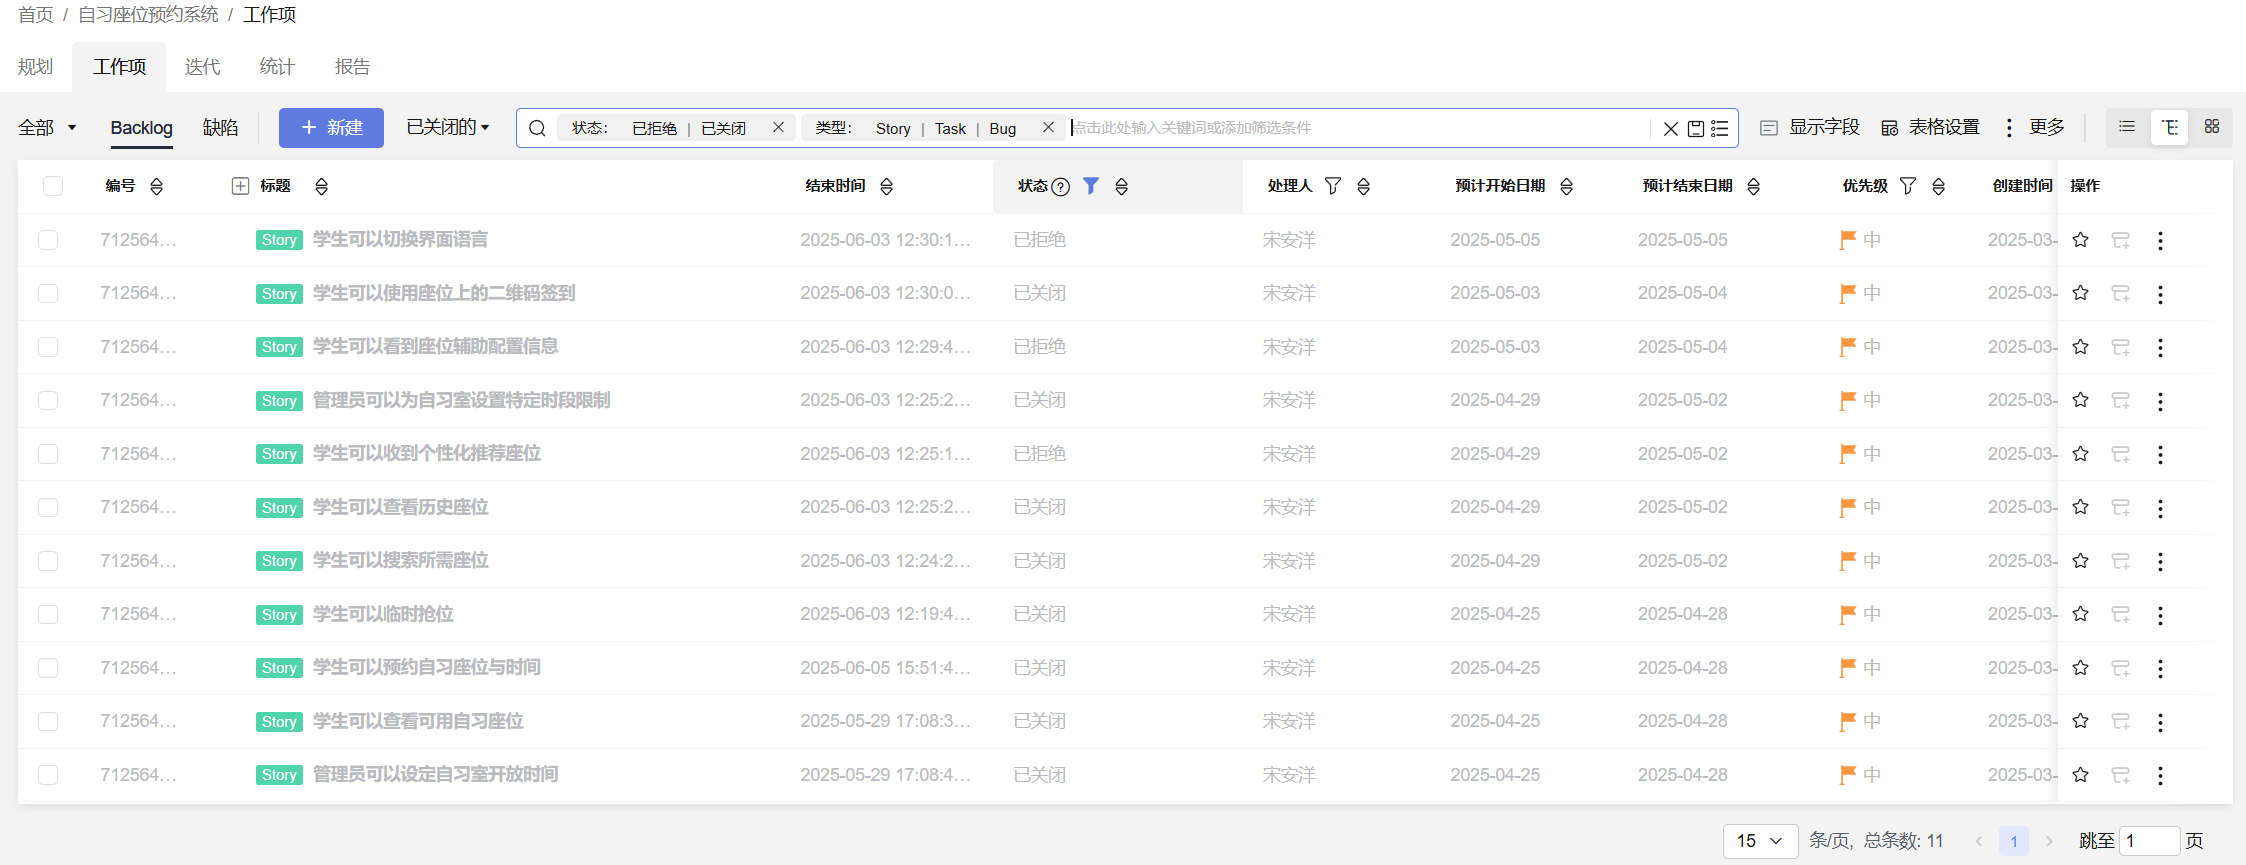 首页 / 自习座位预约系统 / 工作项
规划 工作项 迭代 统计 报告
全部 Backlog 缺陷 新建 已关闭的 状态： 已拒绝 | 已关闭 类型： Story | Task | Bug 点击此处输入关键词或添加筛选条件 显示字段 表格设置 更多
编号 标题 结束时间 状态 处理人 预计开始日期 预计结束日期 优先级 创建时间 操作
712564... Story 学生可以切换界面语言 2025-06-03 12:30:1... 已拒绝 宋安洋 2025-05-05 2025-05-05 中 2025-03-
712564... Story 学生可以使用座位上的二维码签到 2025-06-03 12:30:0... 已关闭 宋安洋 2025-05-03 2025-05-04 中 2025-03-
712564... Story 学生可以看到座位辅助配置信息 2025-06-03 12:29:4... 已拒绝 宋安洋 2025-05-03 2025-05-04 中 2025-03-
712564... Story 管理员可以为自习室设置特定时段限制 2025-06-03 12:25:2... 已关闭 宋安洋 2025-04-29 2025-05-02 中 2025-03-
712564... Story 学生可以收到个性化推荐座位 2025-06-03 12:25:1... 已拒绝 宋安洋 2025-04-29 2025-05-02 中 2025-03-
712564... Story 学生可以查看历史座位 2025-06-03 12:25:2... 已关闭 宋安洋 2025-04-29 2025-05-02 中 2025-03-
712564... Story 学生可以搜索所需座位 2025-06-03 12:24:2... 已关闭 宋安洋 2025-04-29 2025-05-02 中 2025-03-
712564... Story 学生可以临时抢位 2025-06-03 12:19:4... 已关闭 宋安洋 2025-04-25 2025-04-28 中 2025-03-
712564... Story 学生可以预约自习座位与时间 2025-06-05 15:51:4... 已关闭 宋安洋 2025-04-25 2025-04-28 中 2025-03-
712564... Story 学生可以查看可用自习座位 2025-05-29 17:08:3... 已关闭 宋安洋 2025-04-25 2025-04-28 中 2025-03-
712564... Story 管理员可以设定自习室开放时间 2025-05-29 17:08:4... 已关闭 宋安洋 2025-04-25 2025-04-28 中 2025-03-
15 条/页, 总条数: 11 < 1 > 跳至 1 页